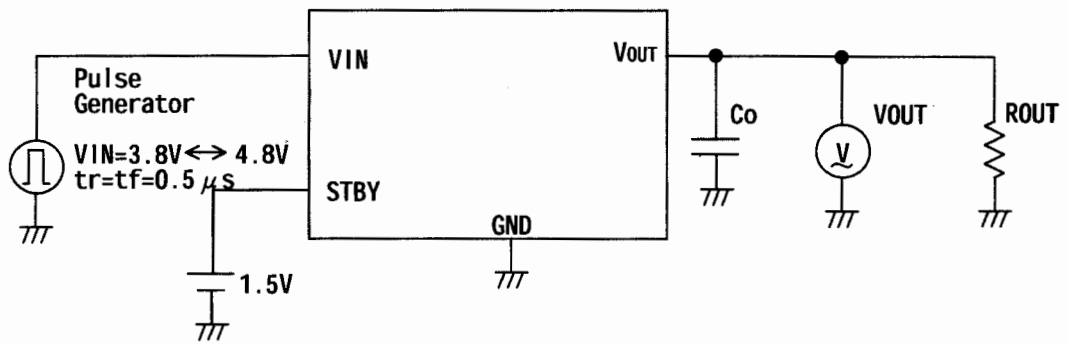 VIN
VOUT
Pulse
Generator
Co
VOUT
ROUT
VIN=3.8V↔4.8V
V
tr=tf=0.5μs
STBY
GND
1.5V